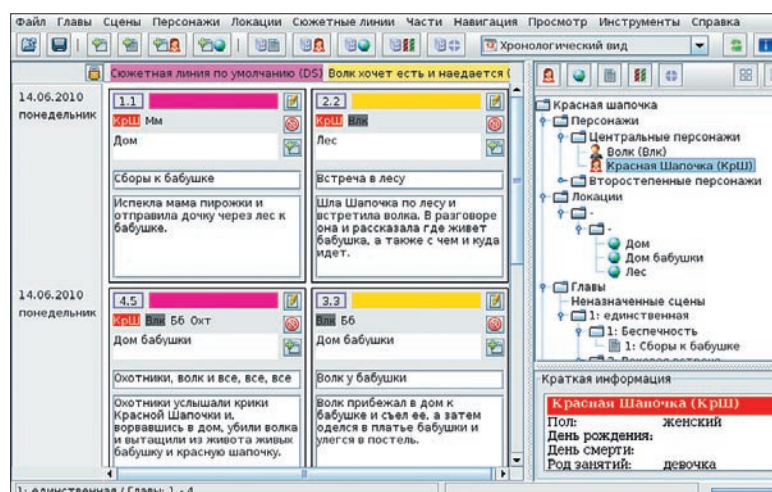 Файл Главы Сцены Персонажи Локации Сюжетные линии Части Навигация Просмотр Инструменты Справка
Хронологический вид
Сюжетная линия по умолчанию (DS) Волк хочет есть и наедается (
14.06.2010
понедельник
1.1
КрШ Мм
Дом
Сборы к бабушке
Испекла мама пирожки и
отправила дочку через лес к
бабушке.
2.2
КрШ Влк
Лес
Встреча в лесу
Шла Шапочка по лесу и
встретила волка. В разговоре
она и рассказала где живет
бабушка, а также с чем и куда
идет.
14.06.2010
понедельник
4.5
КрШ Влк Бб Охт
Дом бабушки
Охотники, волк и все, все, все
Охотники услышали крики
Красной Шапочки и,
ворвавшись в дом, убили волка
и вытащили из живота живых
бабушку и красную шапочку.
3.3
Влк Бб
Дом бабушки
Волк у бабушки
Волк прибежал в дом к
бабушке и съел ее, а затем
оделся в платье бабушки и
улегся в постель.
Красная шапочка
Персонажи
Центральные персонажи
Волк (Влк)
Красная Шапочка (КрШ)
Второстепенные персонажи
Локации
-
-
Дом
Дом бабушки
Лес
Главы
Неназначенные сцены
1: единственная
1: Беспечность
1: Сборы к бабушке
Краткая информация
Красная Шапочка (КрШ)
Пол: женский
День рождения:
День смерти:
Род занятий: девочка
1: единственная / Главы: 1 - 4